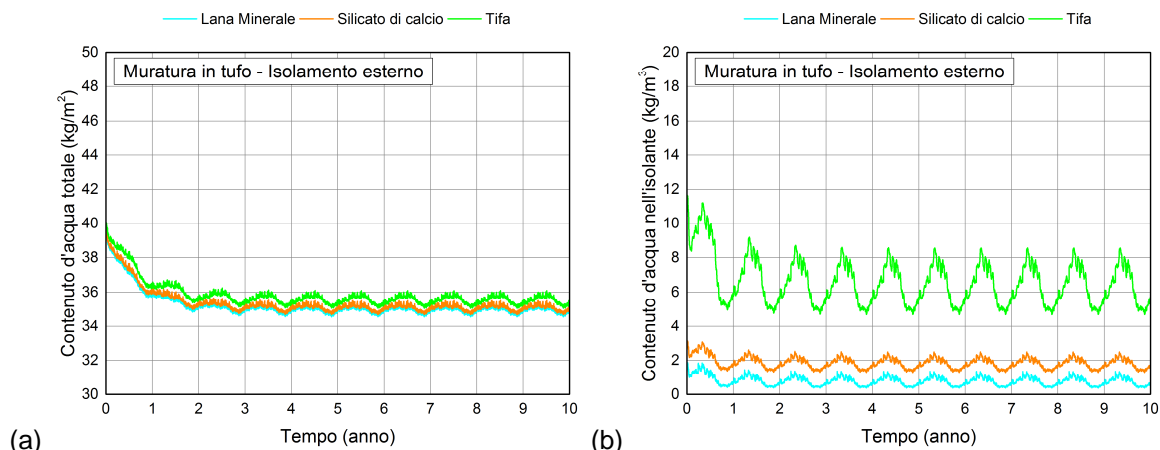 Lana Minerale Silicato di calcio Tifa
Muratura in tufo - Isolamento esterno
Contenuto d'acqua totale (kg/m²)
50
48
46
44
42
40
38
36
34
32
30
0 1 2 3 4 5 6 7 8 9 10
Tempo (anno)
(a)
Lana Minerale Silicato di calcio Tifa
Muratura in tufo - Isolamento esterno
Contenuto d'acqua nell'isolante (kg/m³)
20
18
16
14
12
10
8
6
4
2
0
0 1 2 3 4 5 6 7 8 9 10
Tempo (anno)
(b)